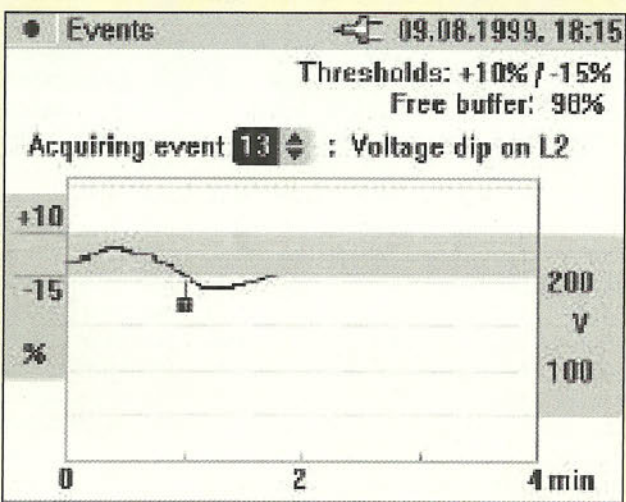 Events 09.08.1999. 18:15
Thresholds: +10% / -15%
Free buffer: 98%
Acquiring event 13 : Voltage dip on L2
+10
-15
%
200
V
100
0 2 4 min